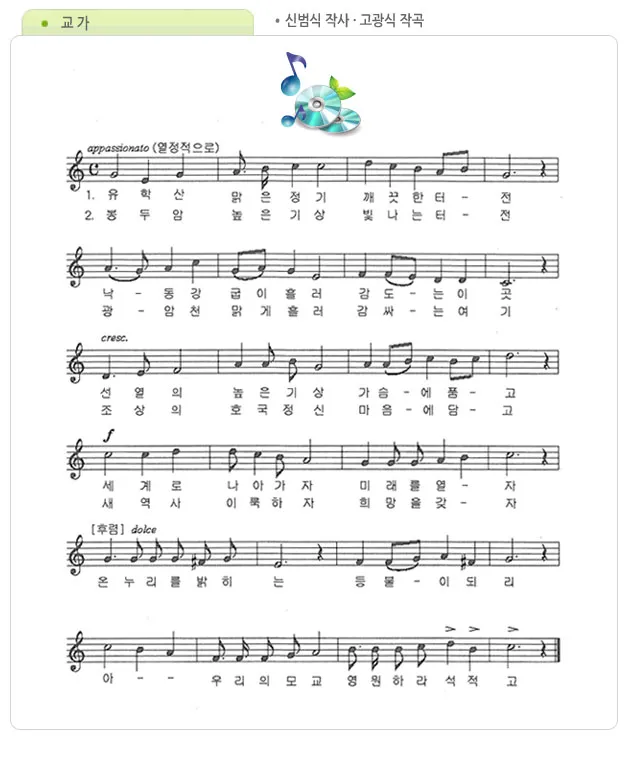 교가
• 신범식 작사 · 고광식 작곡
appassionato (열정적으로)
1. 유 학 산 맑 은 정 기 깨 끗 한 터 - 전
2. 봉 두 암 높 은 기 상 빛 나 는 터 - 전
낙 - 동 강 굽 이 흘 러 감 도 - 는 이 곳
광 - 암 천 맑 게 흘 러 감 싸 - 는 여 기
cresc.
선 열 의 높 은 기 상 가 슴 - 에 품 - 고
조 상 의 호 국 정 신 마 음 - 에 담 - 고
f
세 계 로 나 아 가 자 미 래 를 열 - 자
새 역 사 이 룩 하 자 희 망 을 갖 - 자
[후렴] dolce
온 누 리 를 밝 히 는 등 불 - 이 되 리
아 - - 우 리 의 모 교 영 원 하 라 석 적 고